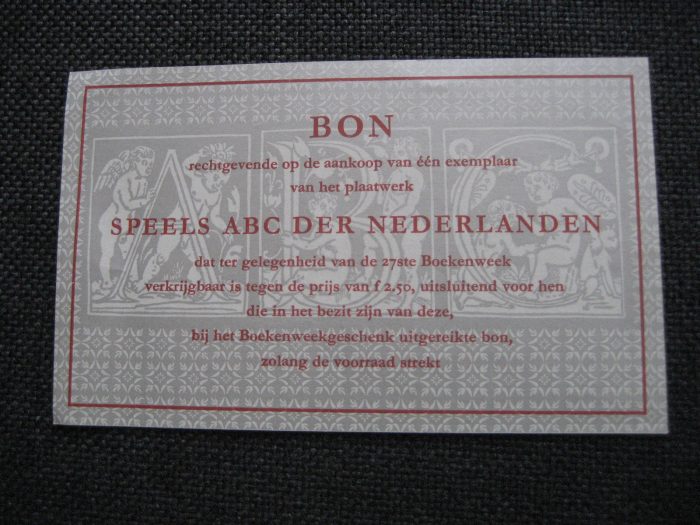 BON
rechtgevende op de aankoop van één exemplaar
van het plaatwerk
SPEELS ABC DER NEDERLANDEN
dat ter gelegenheid van de 27ste Boekenweek
verkrijgbaar is tegen de prijs van f 2.50, uitsluitend voor hen
die in het bezit zijn van deze,
bij het Boekenweekgeschenk uitgereikte bon,
zolang de voorraad strekt